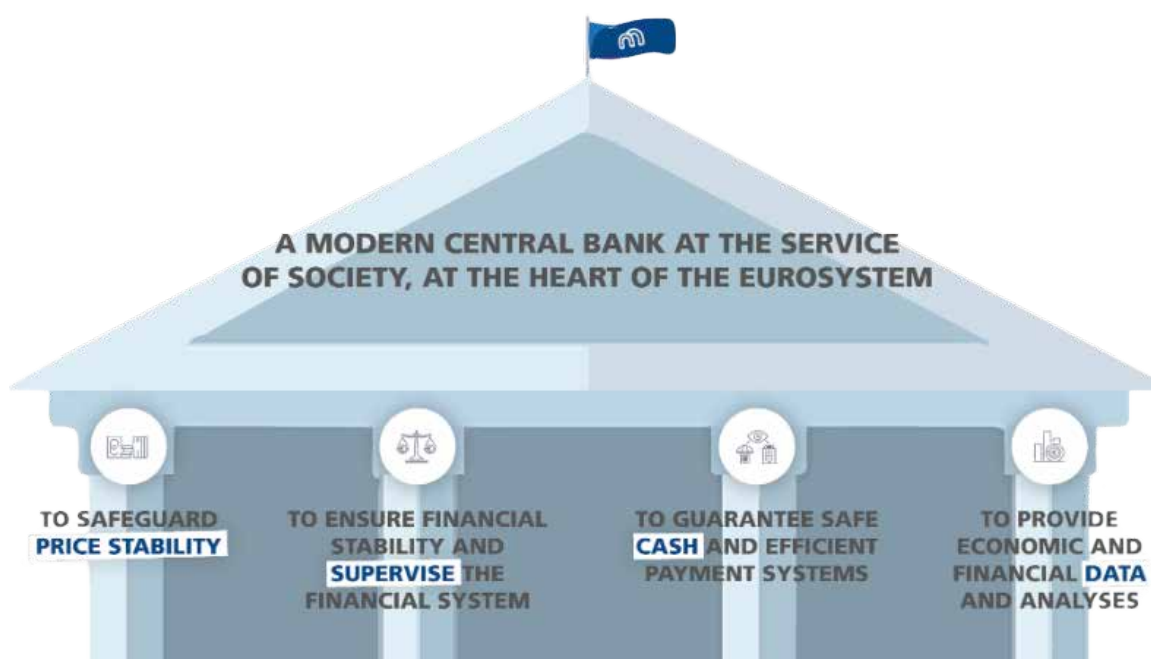 A MODERN CENTRAL BANK AT THE SERVICE
OF SOCIETY, AT THE HEART OF THE EUROSYSTEM
TO SAFEGUARD
PRICE STABILITY
TO ENSURE FINANCIAL
STABILITY AND
SUPERVISE THE
FINANCIAL SYSTEM
TO GUARANTEE SAFE
CASH AND EFFICIENT
PAYMENT SYSTEMS
TO PROVIDE
ECONOMIC AND
FINANCIAL DATA
AND ANALYSES